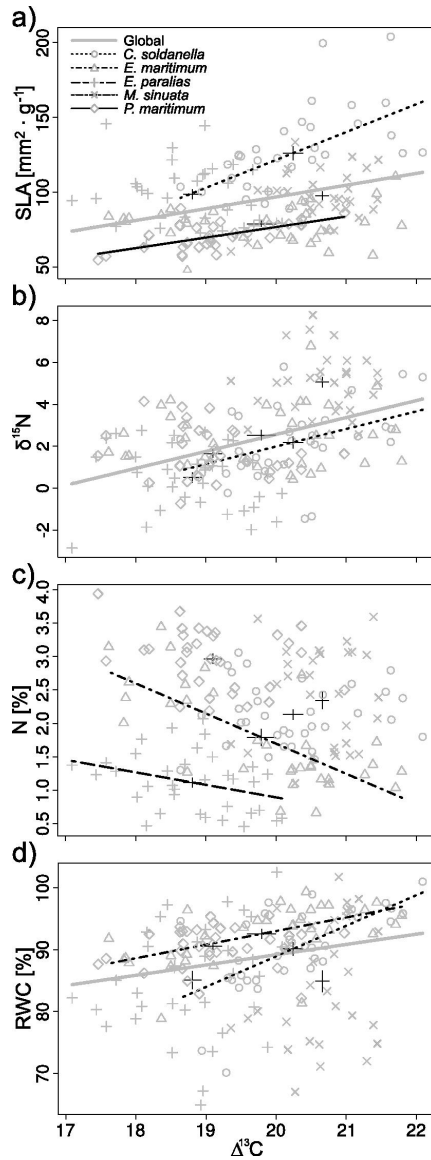 a)
200
150
100
50
SLA [mm² · g⁻¹]
Global
C. soldanella
E. maritimum
E. paralias
M. sinuata
P. maritimum
b)
8
6
4
2
0
-2
δ¹⁵N
c)
4.0
3.5
3.0
2.5
2.0
1.5
1.0
0.5
N [%]
d)
100
90
80
70
RWC [%]
17 18 19 20 21 22
Δ¹³C